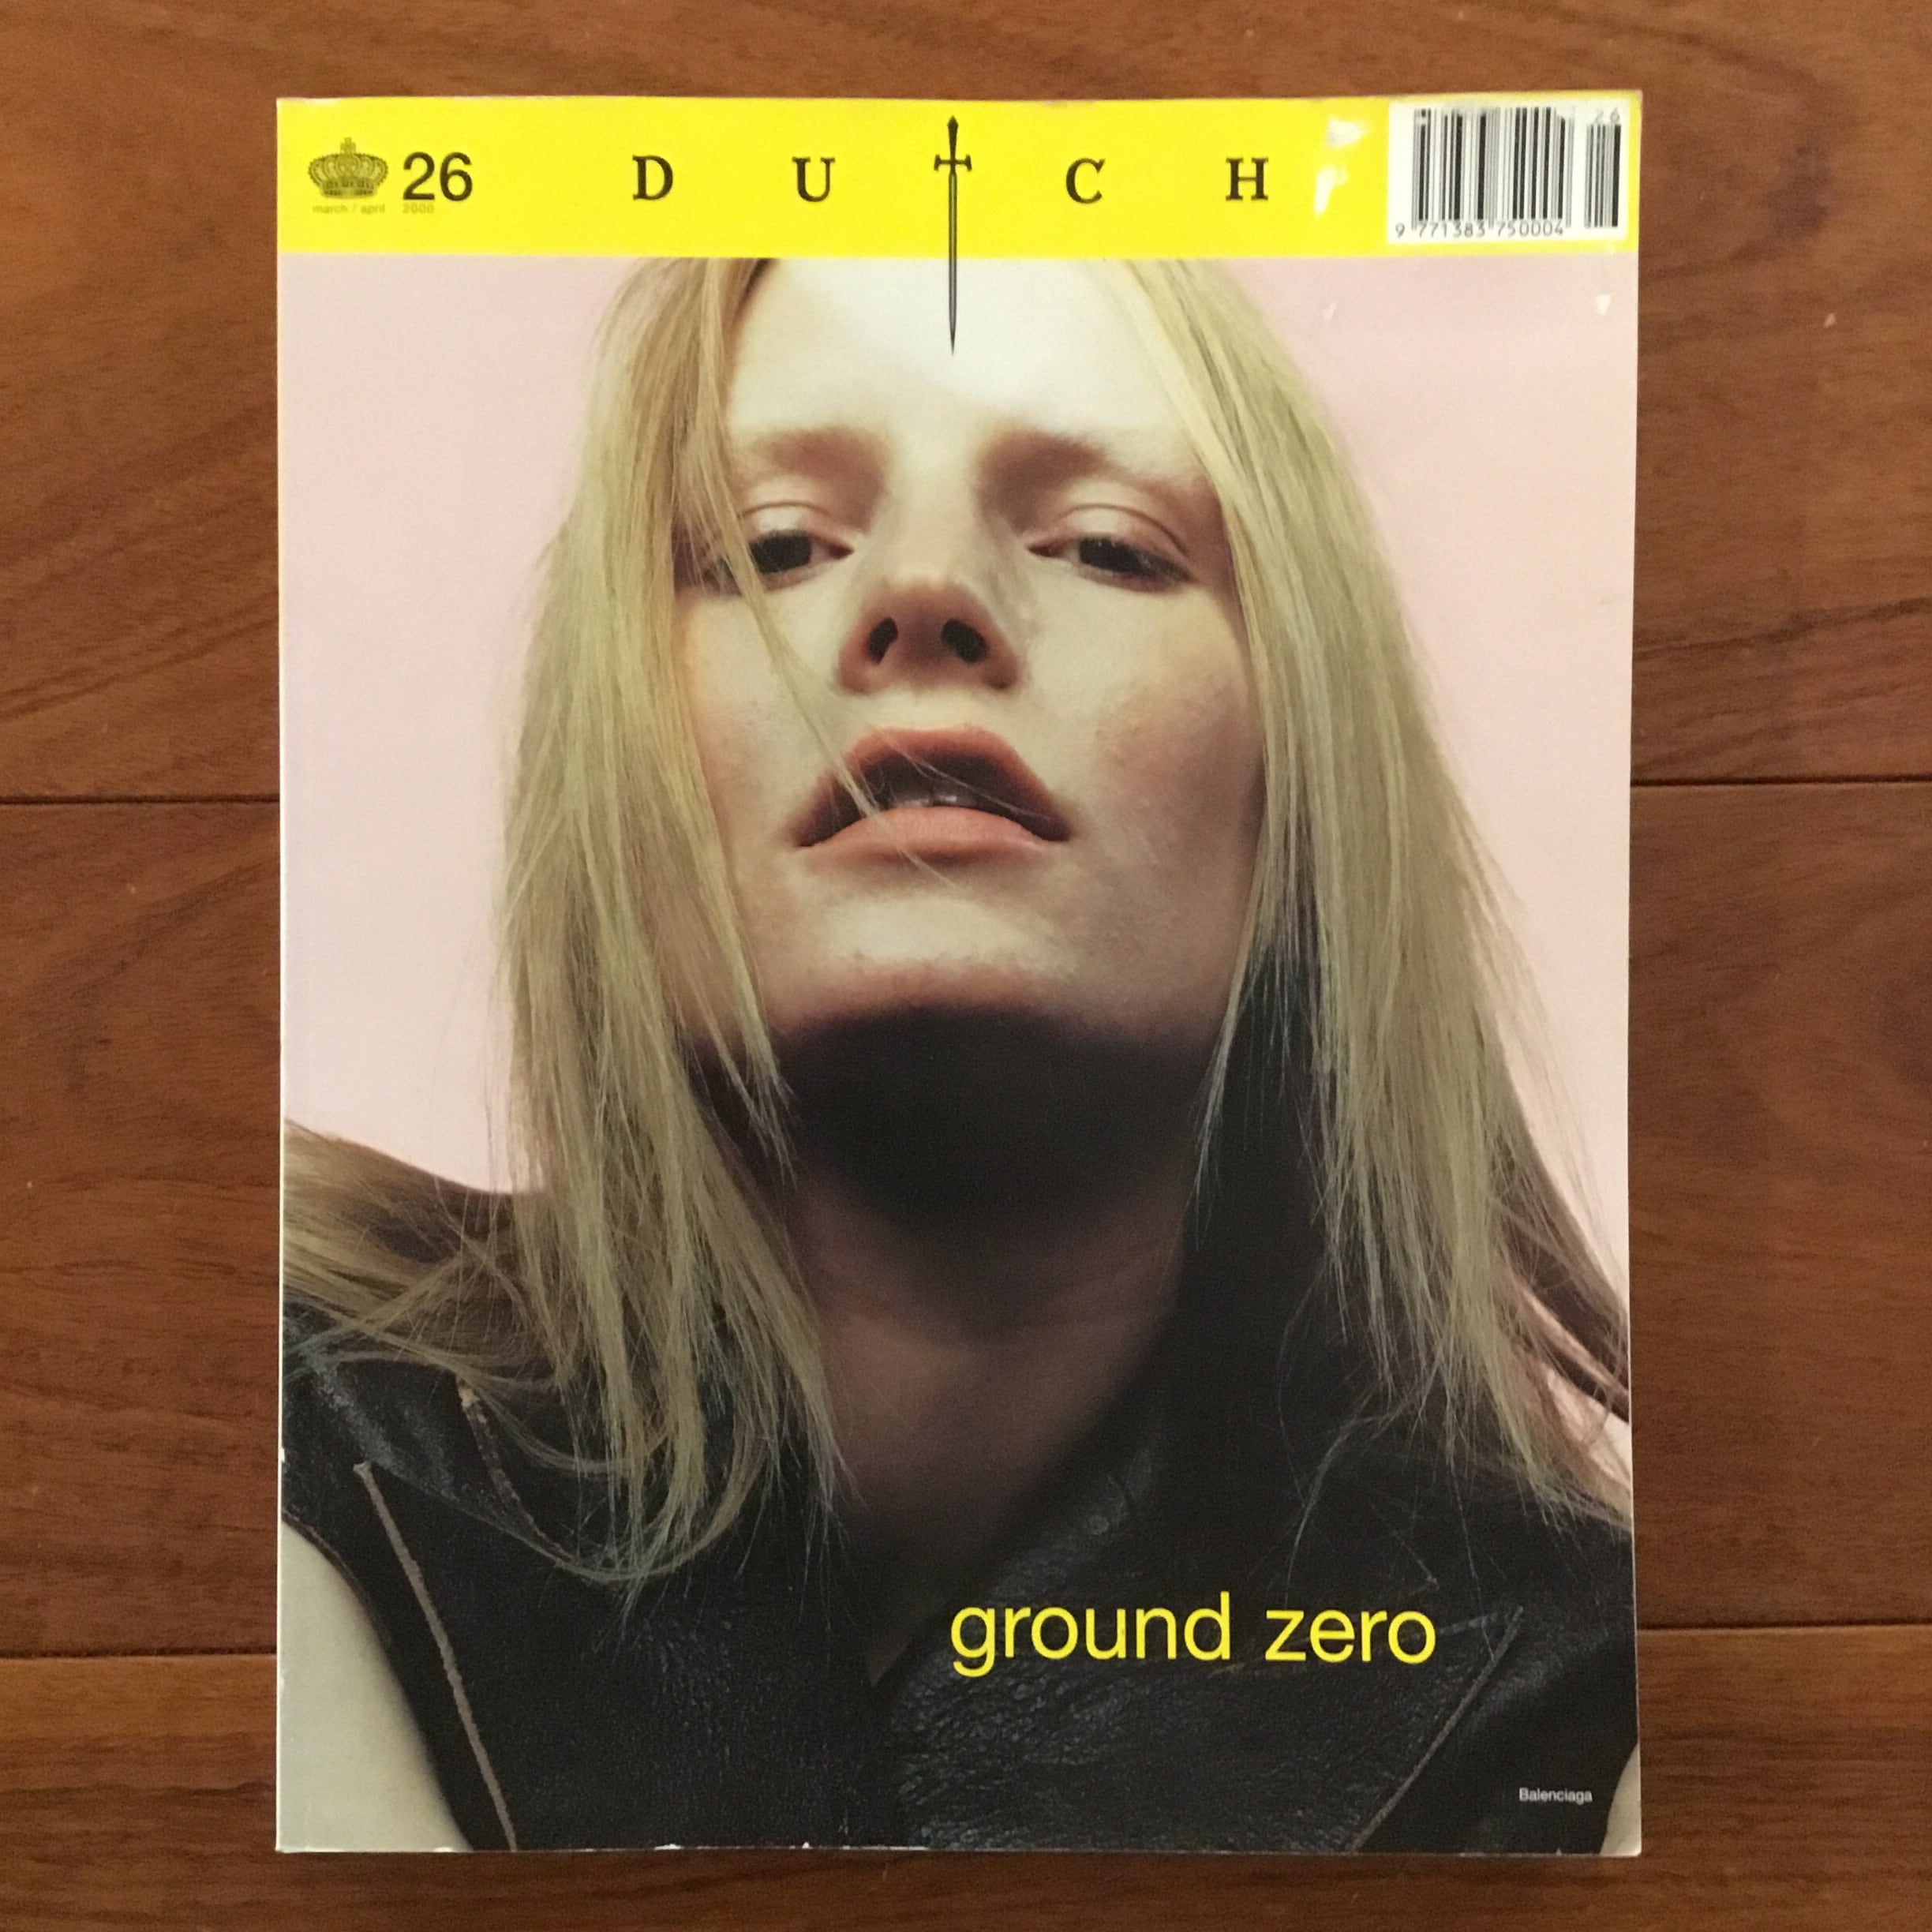 26
march / april 2000
DUTCH
26
9 771383 750004
ground zero
Balenciaga